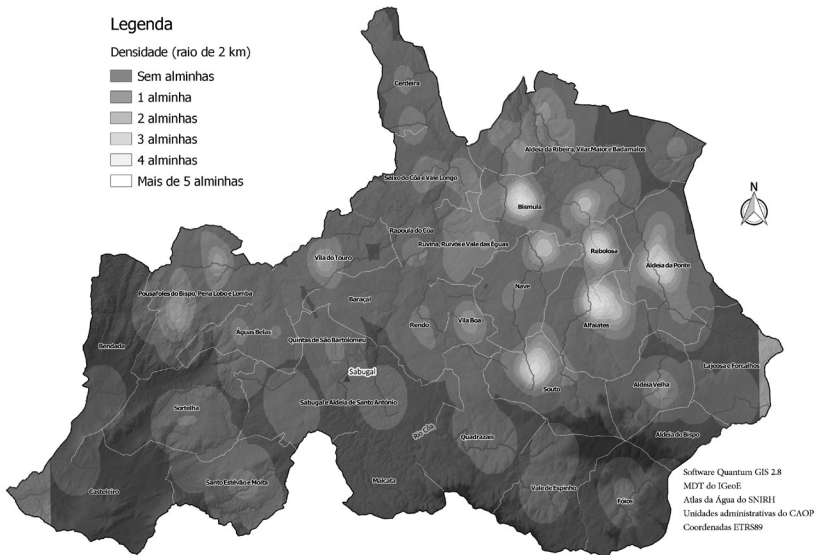 Legenda
Densidade (raio de 2 km)
Sem alminhas
1 alminha
2 alminhas
3 alminhas
4 alminhas
Mais de 5 alminhas
N
Cerdeira
Aldeia da Ribeira, Vilar Maior e Badamalos
Seixo do Côa e Vale Longo
Bismula
Rapoula do Côa
Ruvina, Ruivós e Vale das Éguas
Rebolosa
Vila do Touro
Aldeia da Ponte
Pousafoles do Bispo, Pena Lobo e Lomba
Nave
Baraçal
Vila Boa
Rendo
Alfaiates
Águas Belas
Quintas de São Bartolomeu
Bendada
Sabugal
Lajeosa e Forcalhos
Aldeia Velha
Souto
Sortelha
Sabugal e Aldeia de Santo António
Rio Côa
Quadrazais
Aldeia do Bispo
Malcata
Santo Estêvão e Moita
Casteleiro
Vale de Espinho
Fóios
Software Quantum GIS 2.8
MDT do IGeoE
Atlas da Água do SNIRH
Unidades administrativas do CAOP
Coordenadas ETRS89